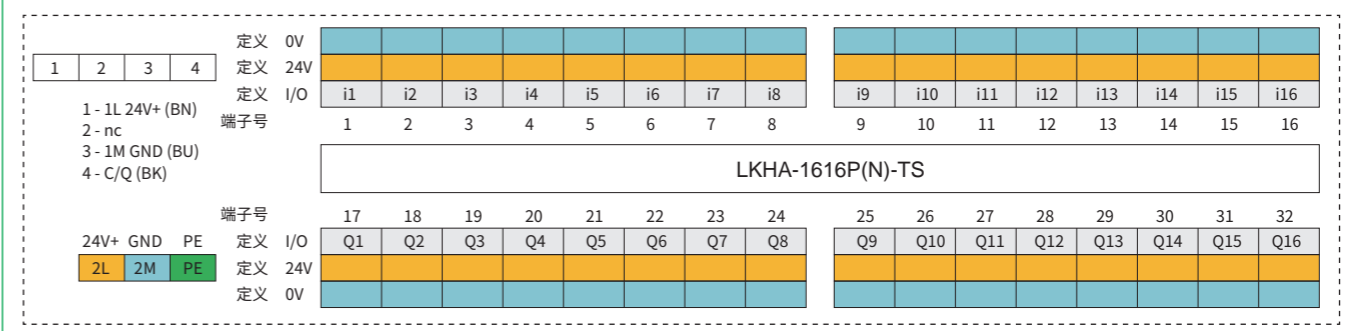 定义 0V
1 2 3 4 定义 24V
定义 I/O i1 i2 i3 i4 i5 i6 i7 i8 i9 i10 i11 i12 i13 i14 i15 i16
1 - 1L 24V+ (BN)
端子号 1 2 3 4 5 6 7 8 9 10 11 12 13 14 15 16
2 - nc
3 - 1M GND (BU)
4 - C/Q (BK)
LKHA-1616P(N)-TS
端子号 17 18 19 20 21 22 23 24 25 26 27 28 29 30 31 32
24V+ GND PE 定义 I/O Q1 Q2 Q3 Q4 Q5 Q6 Q7 Q8 Q9 Q10 Q11 Q12 Q13 Q14 Q15 Q16
2L 2M PE 定义 24V
定义 0V